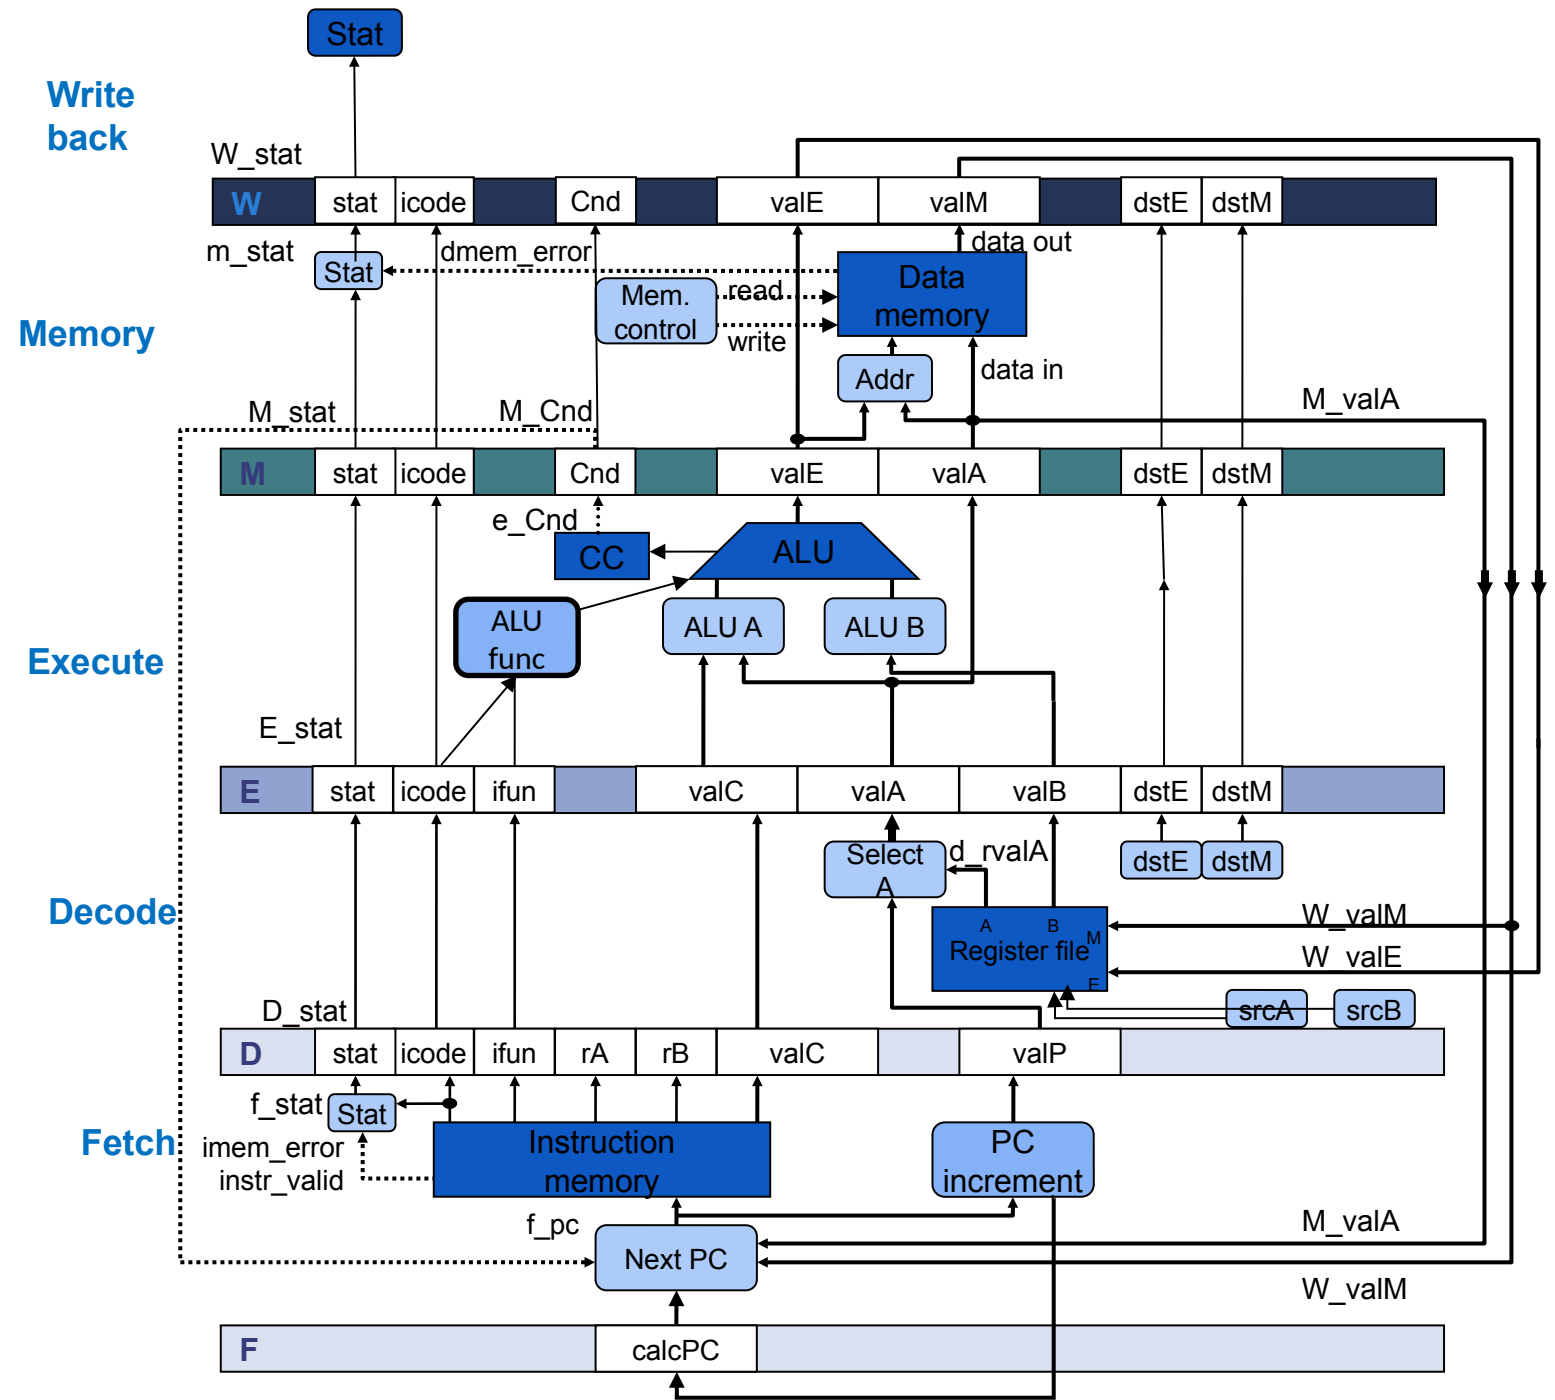 Stat
Write
back
W_stat
W
stat
icode
Cnd
valE
valM
dstE
dstM
m_stat
Stat
dmem_error
data out
Data
memory
Mem.
control
read
write
Memory
Addr
data in
M_stat
M_Cnd
M_valA
M
stat
icode
Cnd
valE
valA
dstE
dstM
e_Cnd
CC
ALU
ALU
func
ALU A
ALU B
Execute
E_stat
E
stat
icode
ifun
valC
valA
valB
dstE
dstM
Select
A
d_rvalA
dstE
dstM
Decode
A
B
M
Register file
E
W_valM
W_valE
srcA
srcB
D_stat
D
stat
icode
ifun
rA
rB
valC
valP
f_stat
Stat
Fetch
imem_error
instr_valid
Instruction
memory
PC
increment
f_pc
Next PC
M_valA
W_valM
F
calcPC